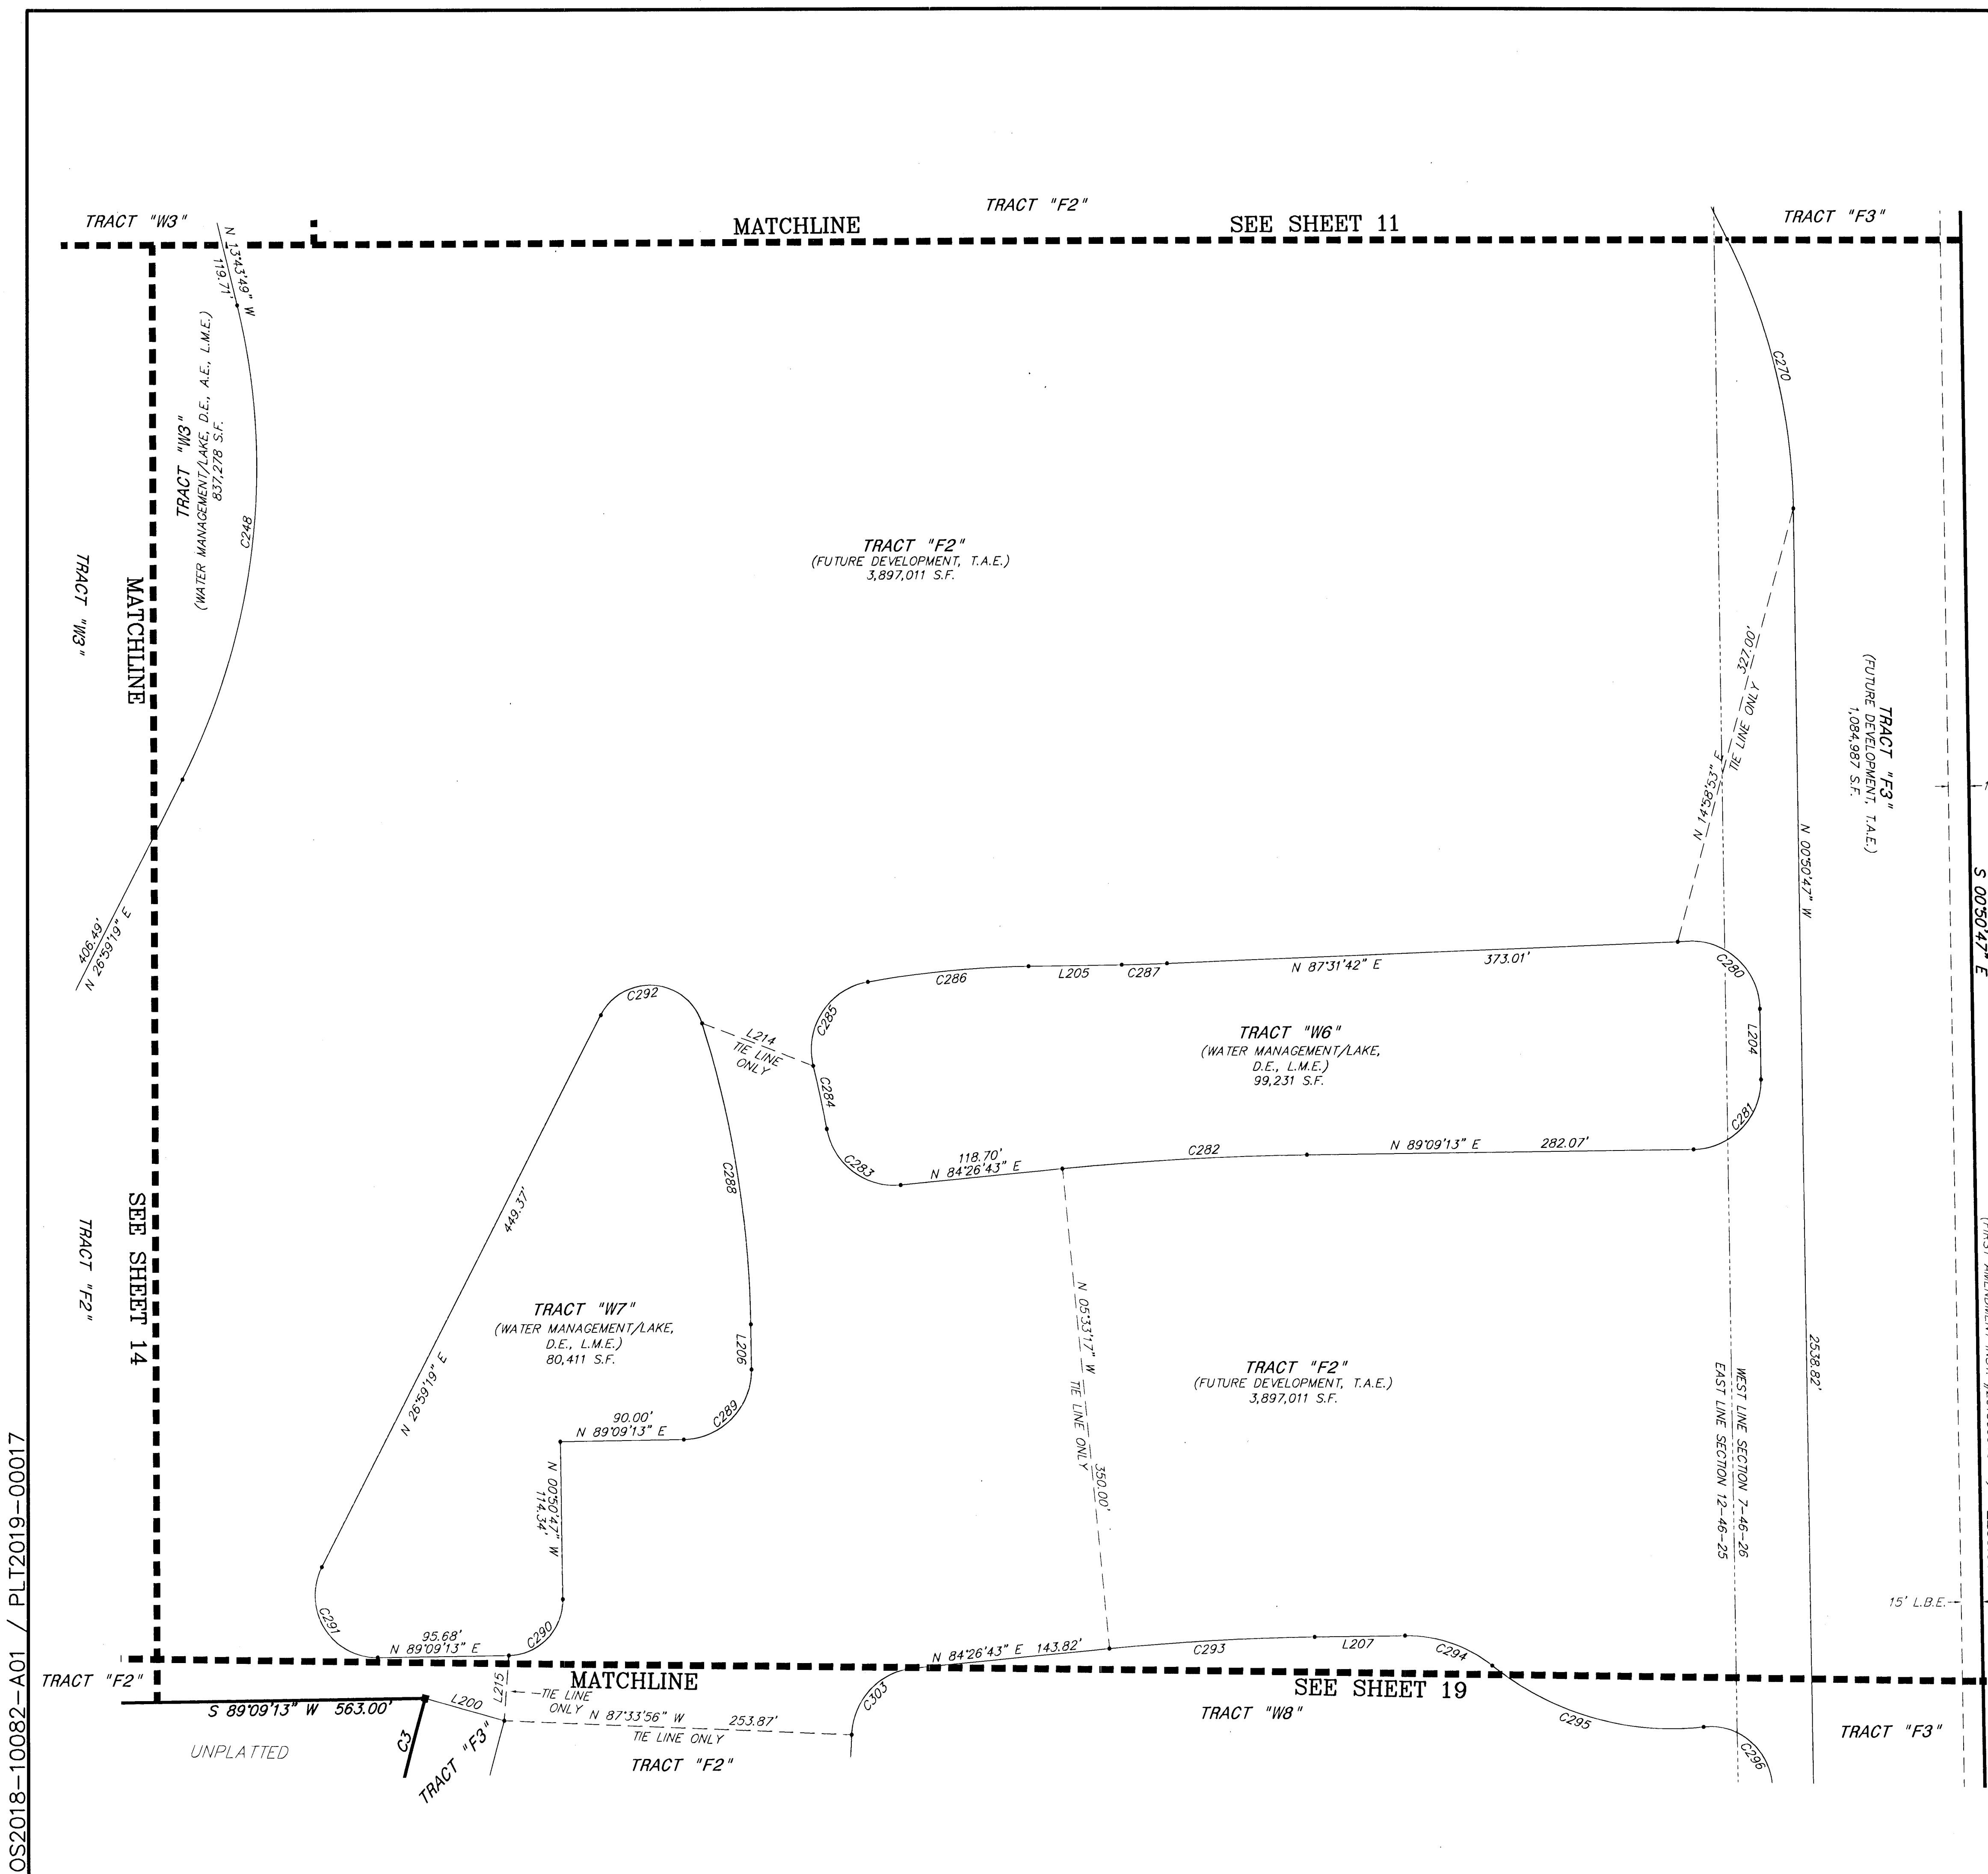 TRACT "W3"
MATCHLINE
TRACT "F2"
SEE SHEET 11
TRACT "F3"
N 13°43'49" W
119.71'
TRACT "W3"
(WATER MANAGEMENT/LAKE, D.E., A.E., L.M.E.)
837,278 S.F.
C248
C270
TRACT "W3"
MATCHLINE
TRACT "F2"
(FUTURE DEVELOPMENT, T.A.E.)
3,897,011 S.F.
327.00'
N 14°58'53" E
TIE LINE ONLY
TRACT "F3"
(FUTURE DEVELOPMENT, T.A.E.)
1,084,987 S.F.
N 00°50'47" W
2538.82'
S 00°50'47" E
406.49'
N 26°59'19" E
C292
L214
TIE LINE
ONLY
C285
C286
L205
C287
N 87°31'42" E 373.01'
C280
L204
C281
TRACT "W6"
(WATER MANAGEMENT/LAKE,
D.E., L.M.E.)
99,231 S.F.
C284
C283
118.70'
N 84°26'43" E
C282
N 89°09'13" E 282.07'
C288
449.37'
N 26°59'19" E
TRACT "W7"
(WATER MANAGEMENT/LAKE,
D.E., L.M.E.)
80,411 S.F.
L206
C289
90.00'
N 89°09'13" E
N 00°50'47" W
114.34'
N 05°33'17" W 350.00'
TIE LINE ONLY
TRACT "F2"
(FUTURE DEVELOPMENT, T.A.E.)
3,897,011 S.F.
WEST LINE SECTION 7-46-26
EAST LINE SECTION 12-46-25
TRACT "F2"
SEE SHEET 14
15' L.B.E.
C291
95.68'
N 89°09'13" E
C290
N 84°26'43" E 143.82'
C293
L207
C294
TRACT "F2"
MATCHLINE
SEE SHEET 19
S 89°09'13" W 563.00'
L200
L215
TIE LINE
ONLY
N 87°33'56" W 253.87'
TIE LINE ONLY
C303
TRACT "W8"
C295
C296
TRACT "F3"
UNPLATTED
C3
TRACT "F3"
TRACT "F2"
OS2018-10082-A01 / PLT2019-00017